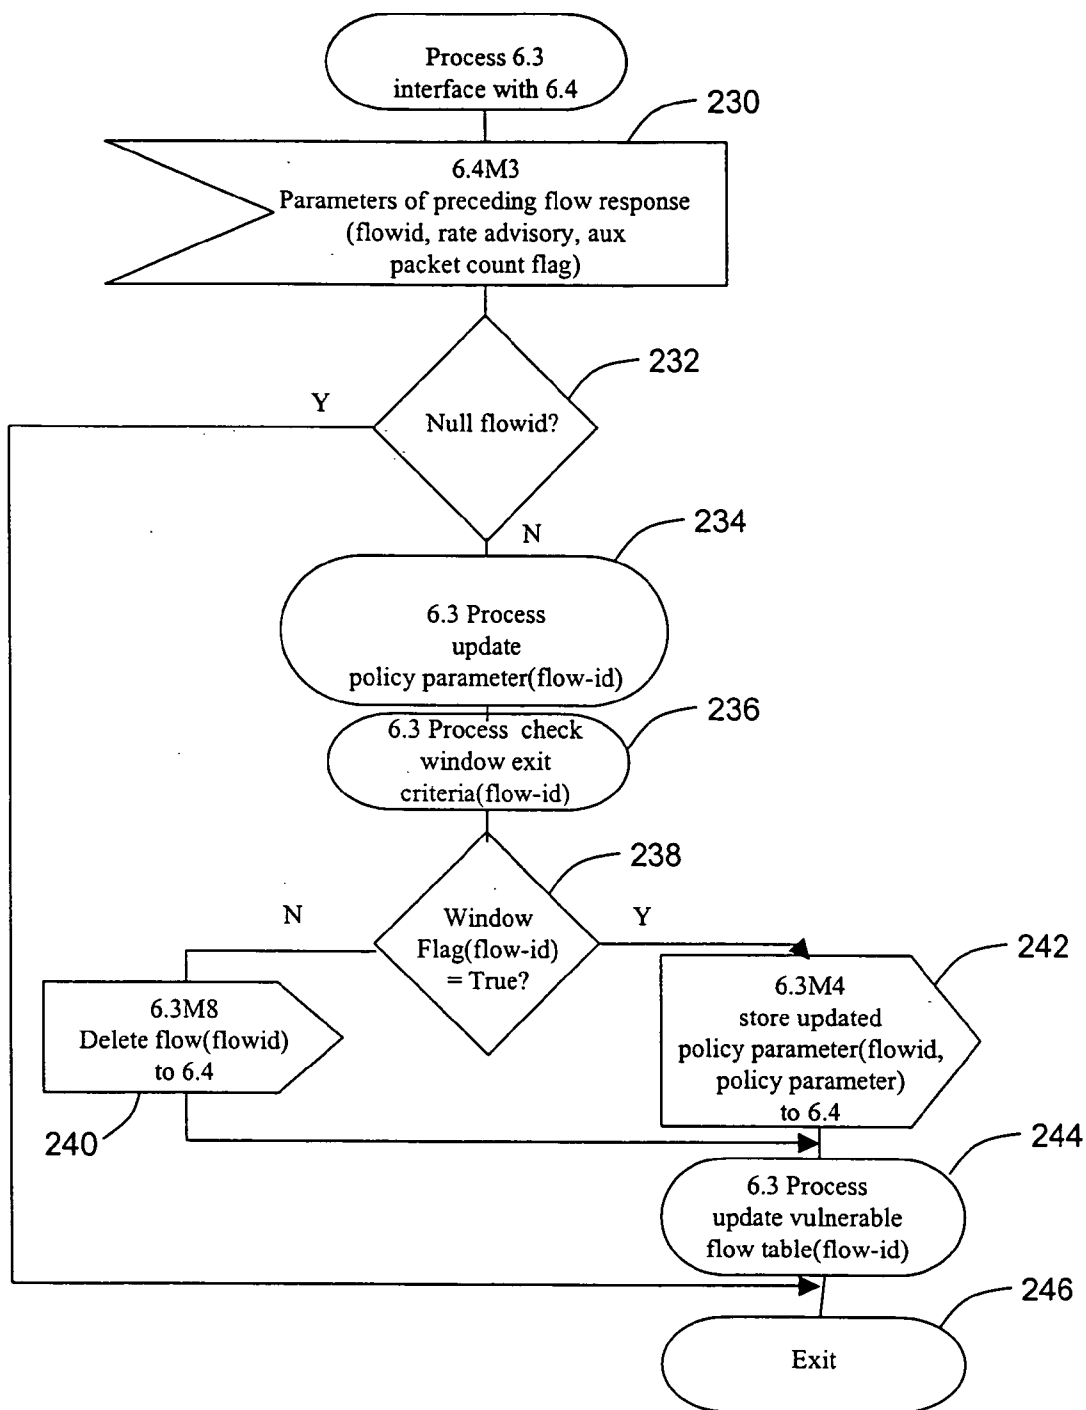 Process 6.3
interface with 6.4
230
6.4M3
Parameters of preceding flow response
(flowid, rate advisory, aux
packet count flag)
232
Y
Null flowid?
N
234
6.3 Process
update
policy parameter(flow-id)
236
6.3 Process check
window exit
criteria(flow-id)
238
N
Window
Flag(flow-id)
= True?
Y
242
6.3M8
Delete flow(flowid)
to 6.4
240
6.3M4
store updated
policy parameter(flowid,
policy parameter)
to 6.4
244
6.3 Process
update vulnerable
flow table(flow-id)
246
Exit